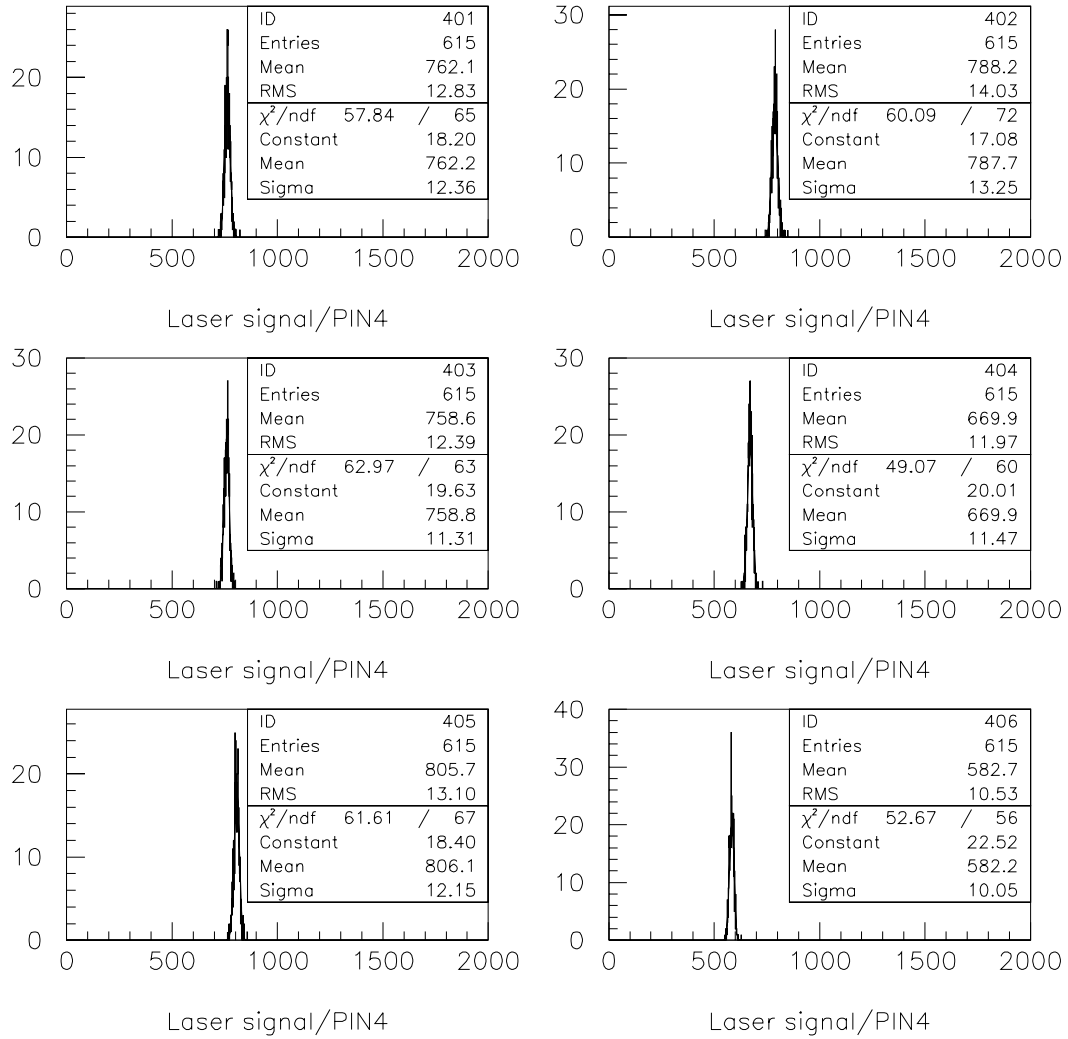 ID 401
Entries 615
Mean 762.1
RMS 12.83
χ²/ndf 57.84 / 65
Constant 18.20
Mean 762.2
Sigma 12.36
20
10
0
0 500 1000 1500 2000
Laser signal/PIN4
ID 402
Entries 615
Mean 788.2
RMS 14.03
χ²/ndf 60.09 / 72
Constant 17.08
Mean 787.7
Sigma 13.25
30
20
10
0
0 500 1000 1500 2000
Laser signal/PIN4
ID 403
Entries 615
Mean 758.6
RMS 12.39
χ²/ndf 62.97 / 63
Constant 19.63
Mean 758.8
Sigma 11.31
30
20
10
0
0 500 1000 1500 2000
Laser signal/PIN4
ID 404
Entries 615
Mean 669.9
RMS 11.97
χ²/ndf 49.07 / 60
Constant 20.01
Mean 669.9
Sigma 11.47
30
20
10
0
0 500 1000 1500 2000
Laser signal/PIN4
ID 405
Entries 615
Mean 805.7
RMS 13.10
χ²/ndf 61.61 / 67
Constant 18.40
Mean 806.1
Sigma 12.15
20
10
0
0 500 1000 1500 2000
Laser signal/PIN4
ID 406
Entries 615
Mean 582.7
RMS 10.53
χ²/ndf 52.67 / 56
Constant 22.52
Mean 582.2
Sigma 10.05
40
30
20
10
0
0 500 1000 1500 2000
Laser signal/PIN4